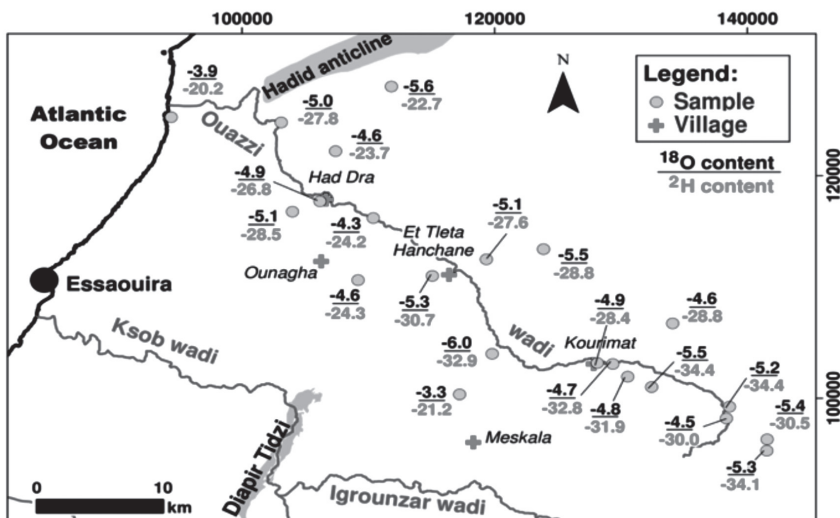 100000
120000
140000
Hadid anticline
N
Legend:
Sample
Village
18O content
2H content
120000
100000
Atlantic
Ocean
-3.9
-20.2
-5.0
-27.8
-5.6
-22.7
Ouazzi
-4.6
-23.7
-4.9
-26.8
Had Dra
-5.1
-28.5
-4.3
-24.2
Et Tleta
Hanchane
-5.1
-27.6
-5.5
-28.8
Ounagha
Essaouira
-4.6
-24.3
-5.3
-30.7
-4.9
-28.4
-4.6
-28.8
Ksob wadi
wadi
Kourimat
-6.0
-32.9
-5.5
-34.4
-5.2
-34.4
-3.3
-21.2
-4.7
-32.8
-4.8
-31.9
-4.5
-30.0
-5.4
-30.5
Meskala
-5.3
-34.1
Diapir Tidzi
Igrounzar wadi
0
10
km